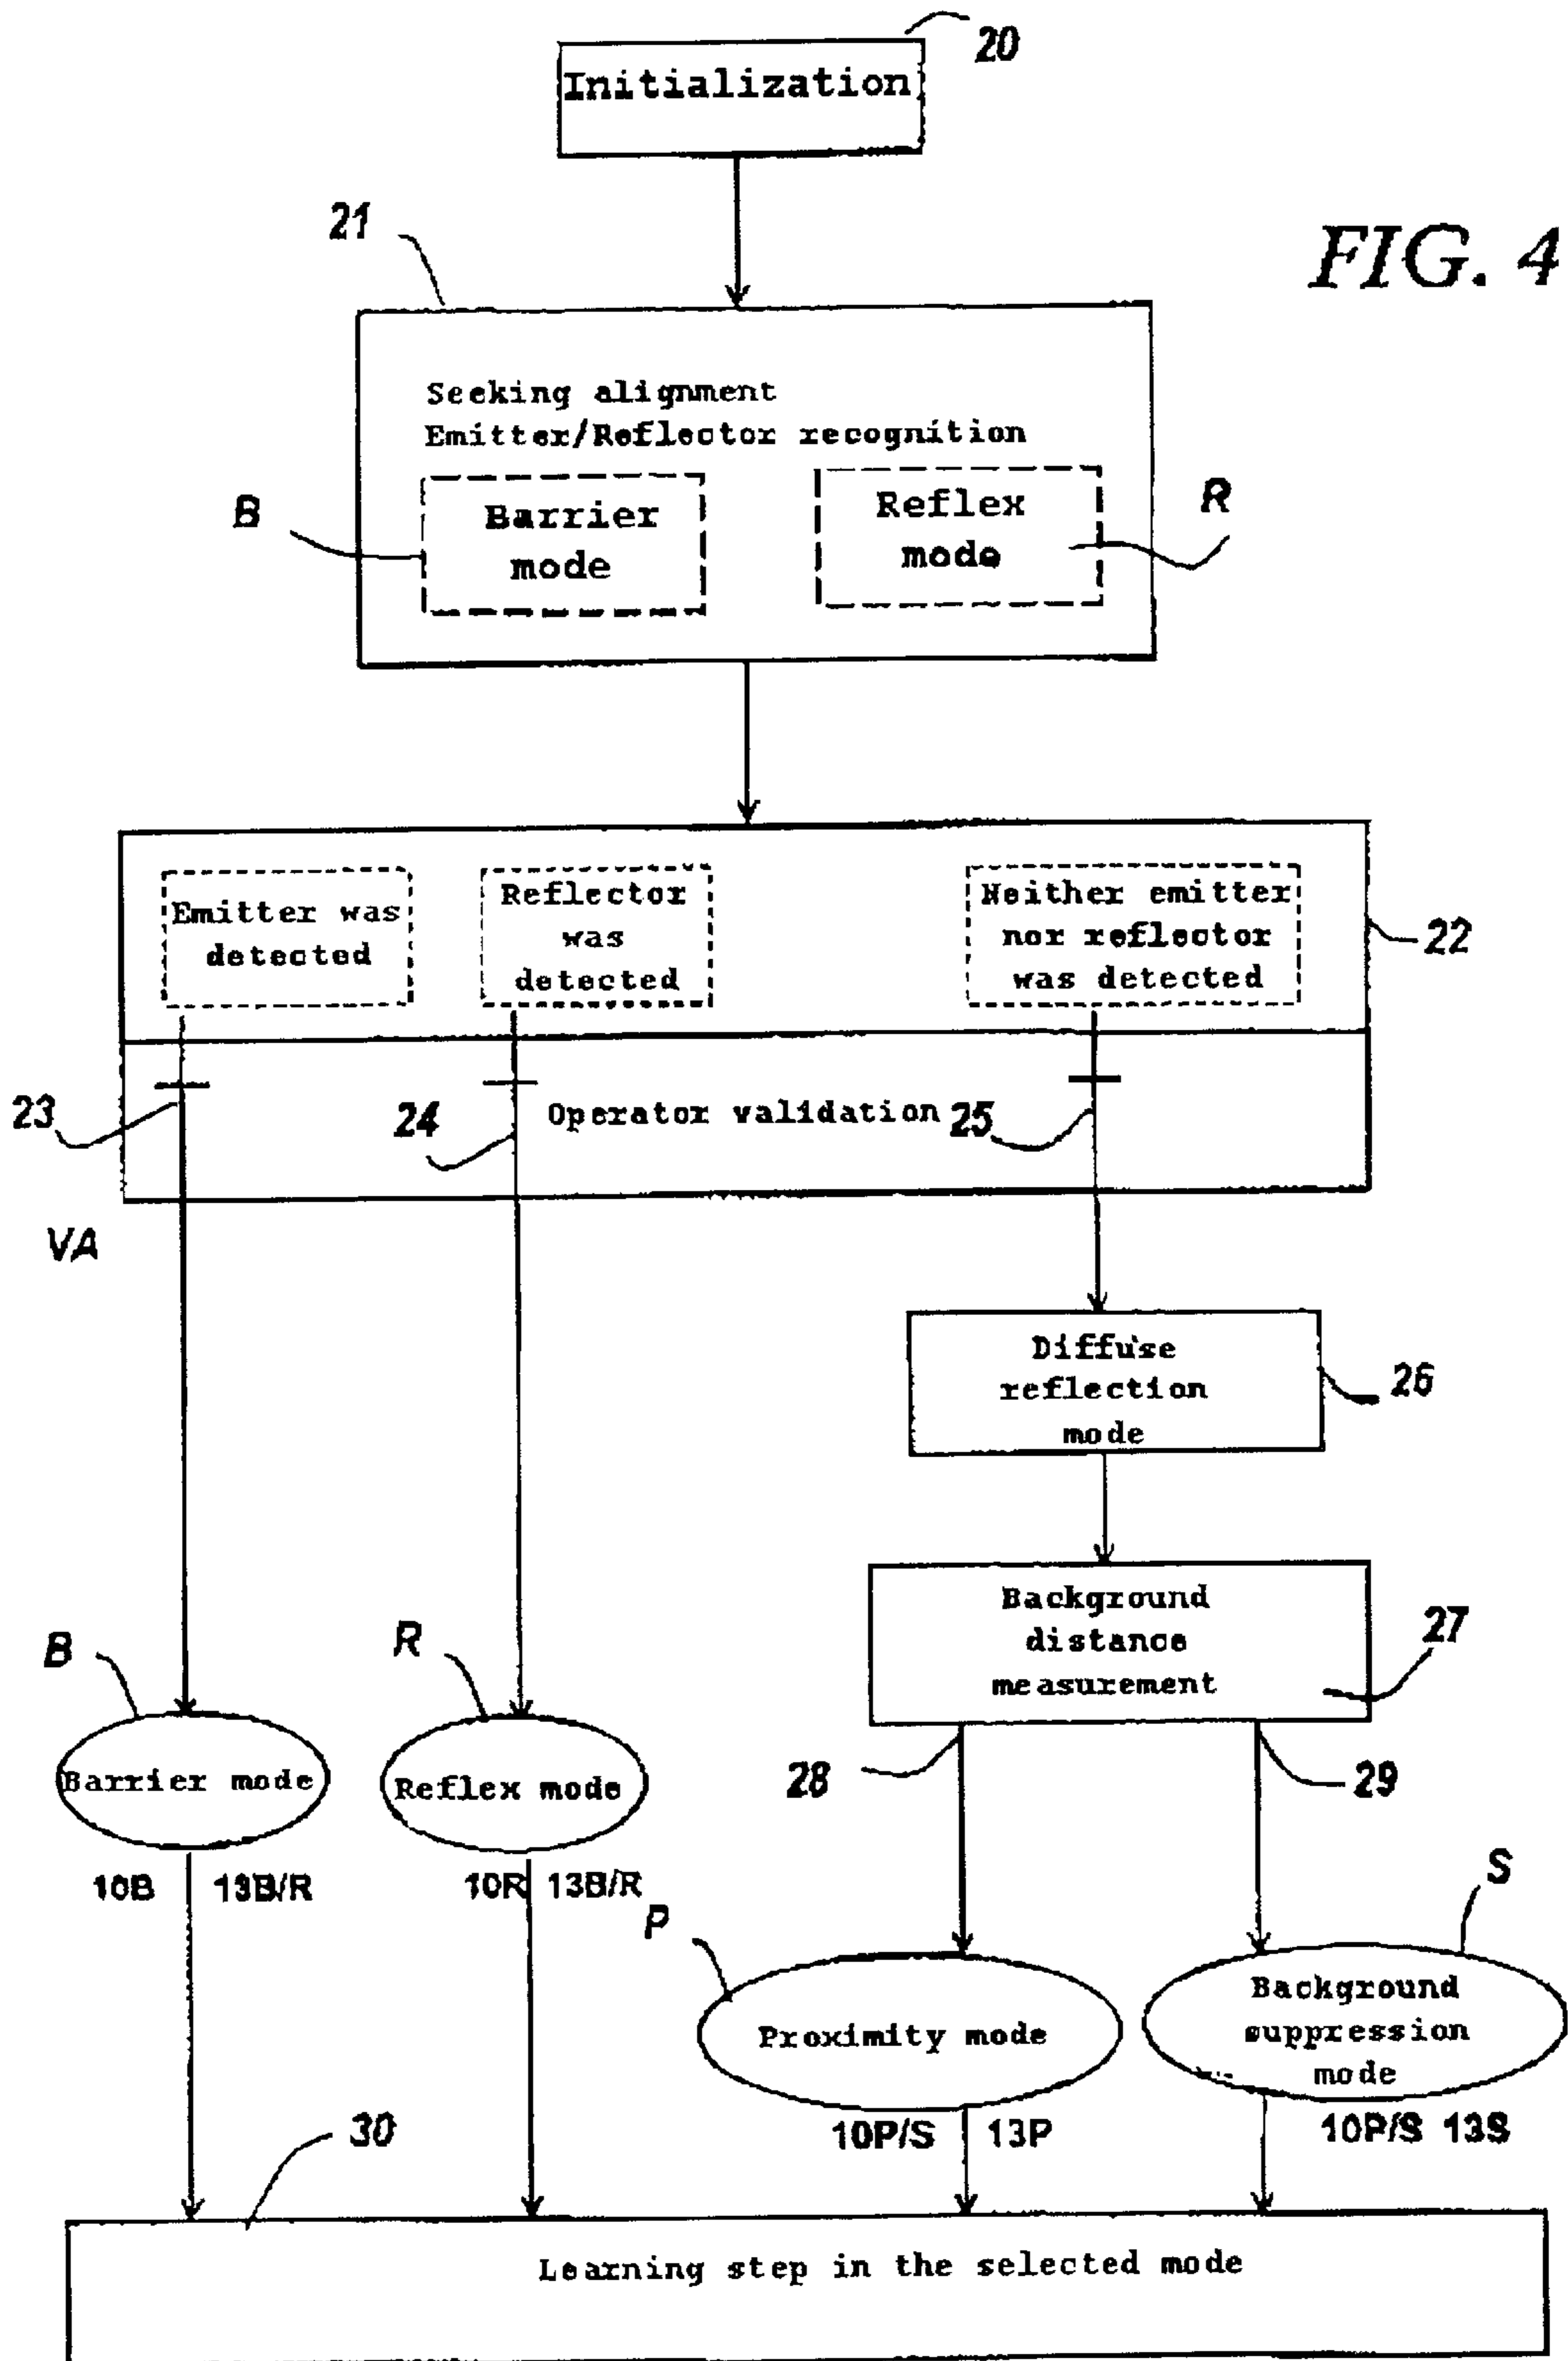 20
Initialization
21
FIG. 4
Seeking alignment
Emitter/Reflector recognition
B
Barrier
mode
Reflex
mode
R
Emitter was
detected
Reflector
was
detected
Neither emitter
nor reflector
was detected
22
23
24
Operator validation
25
VA
Diffuse
reflection
mode
26
Background
distance
measurement
27
B
R
28
29
Barrier mode
Reflex mode
10B
13B/R
10R
13B/R
P
S
Proximity mode
Background
suppression
mode
10P/S
13P
10P/S 13S
30
Learning step in the selected mode